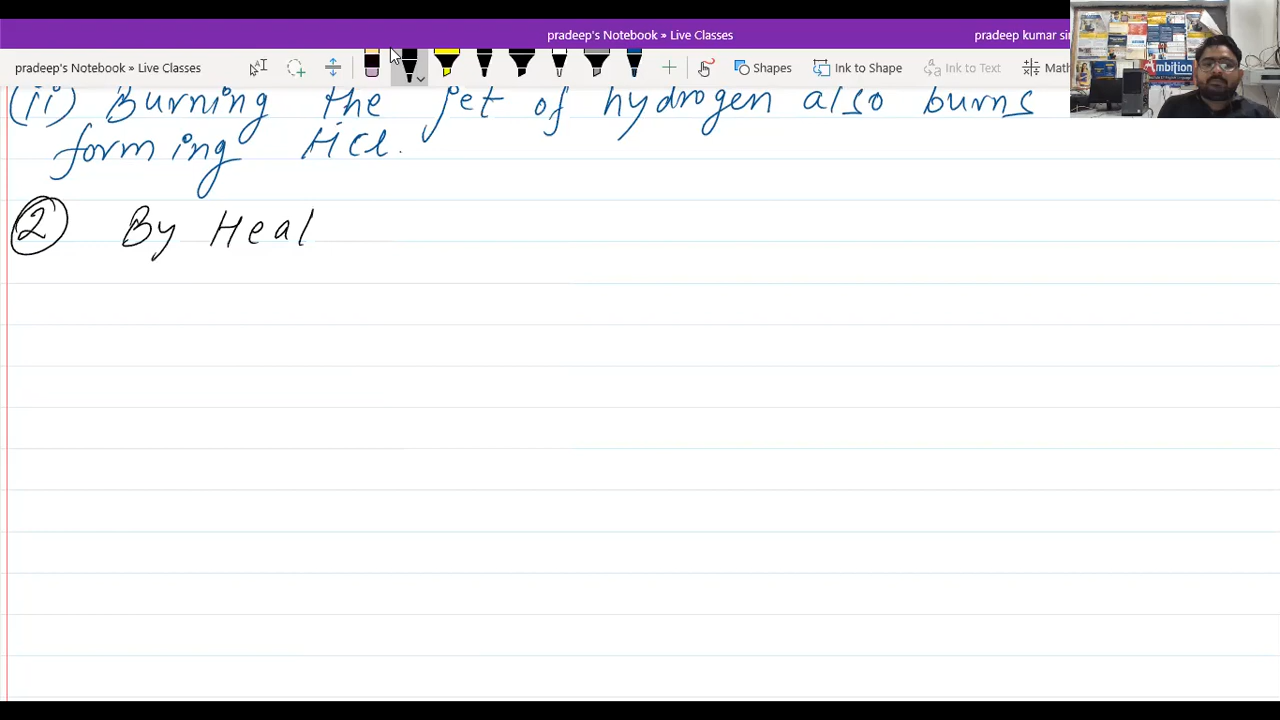 pradeep's Notebook » Live Classes
pradeep kumar si
pradeep's Notebook » Live Classes
Shapes
Ink to Shape
Ink to Text
Math
Ambition
(ii) Burning the jet of hydrogen also burns
forming HCl.
2 By Heal